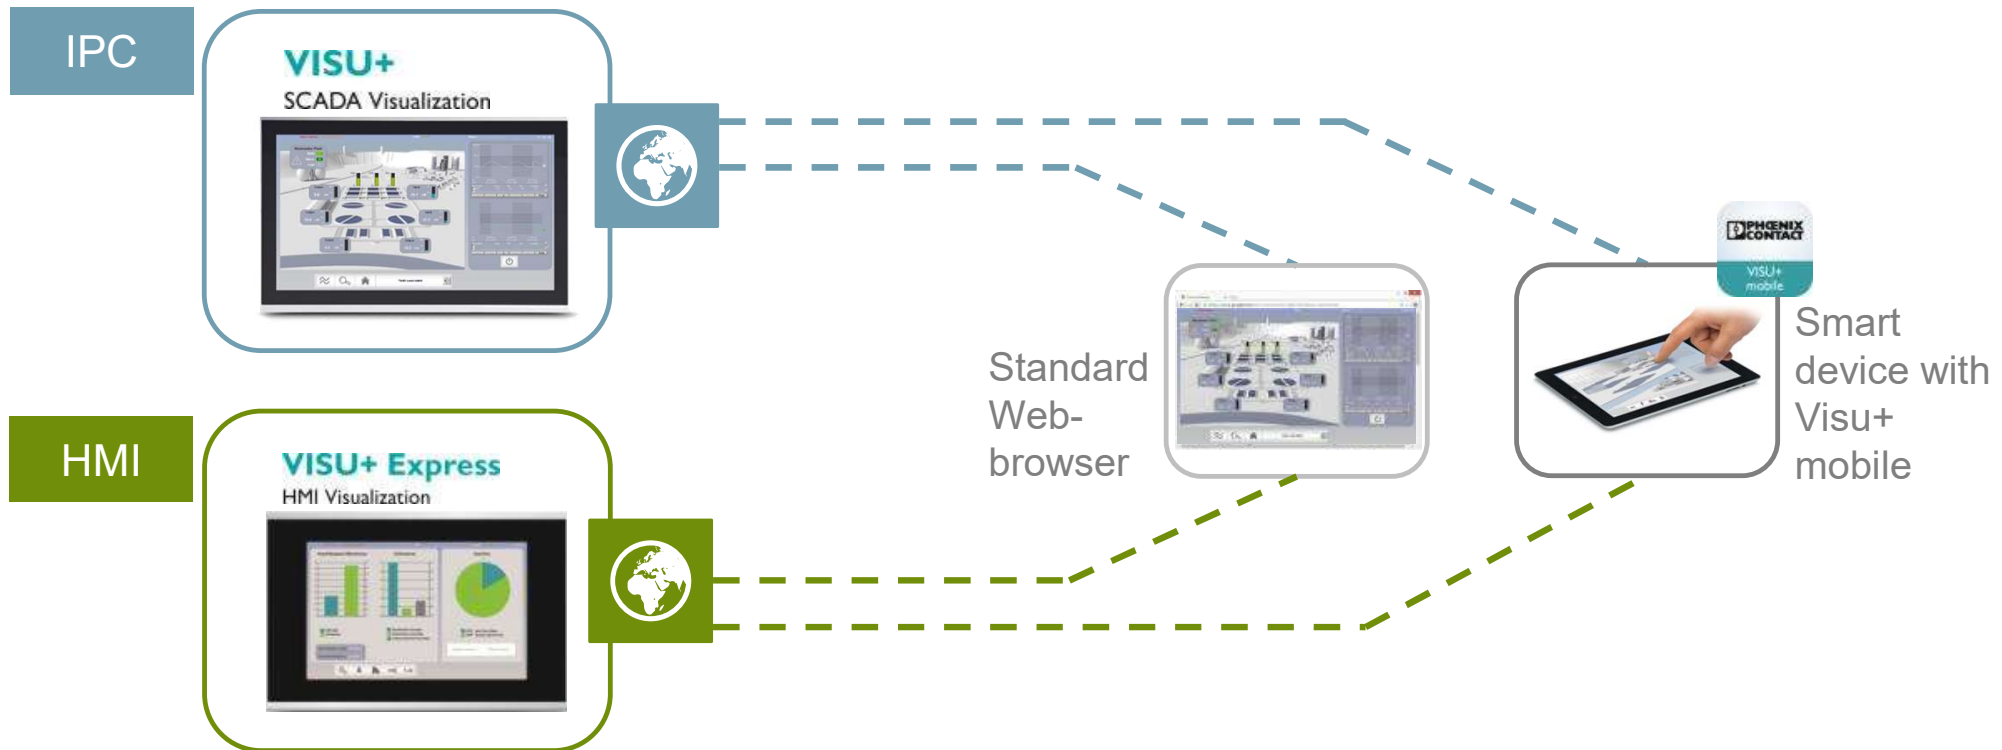 IPC
VISU+
SCADA Visualization
PHŒNIX
CONTACT
VISU+
mobile
Smart
device with
Visu+
mobile
Standard
Web-
browser
HMI
VISU+ Express
HMI Visualization